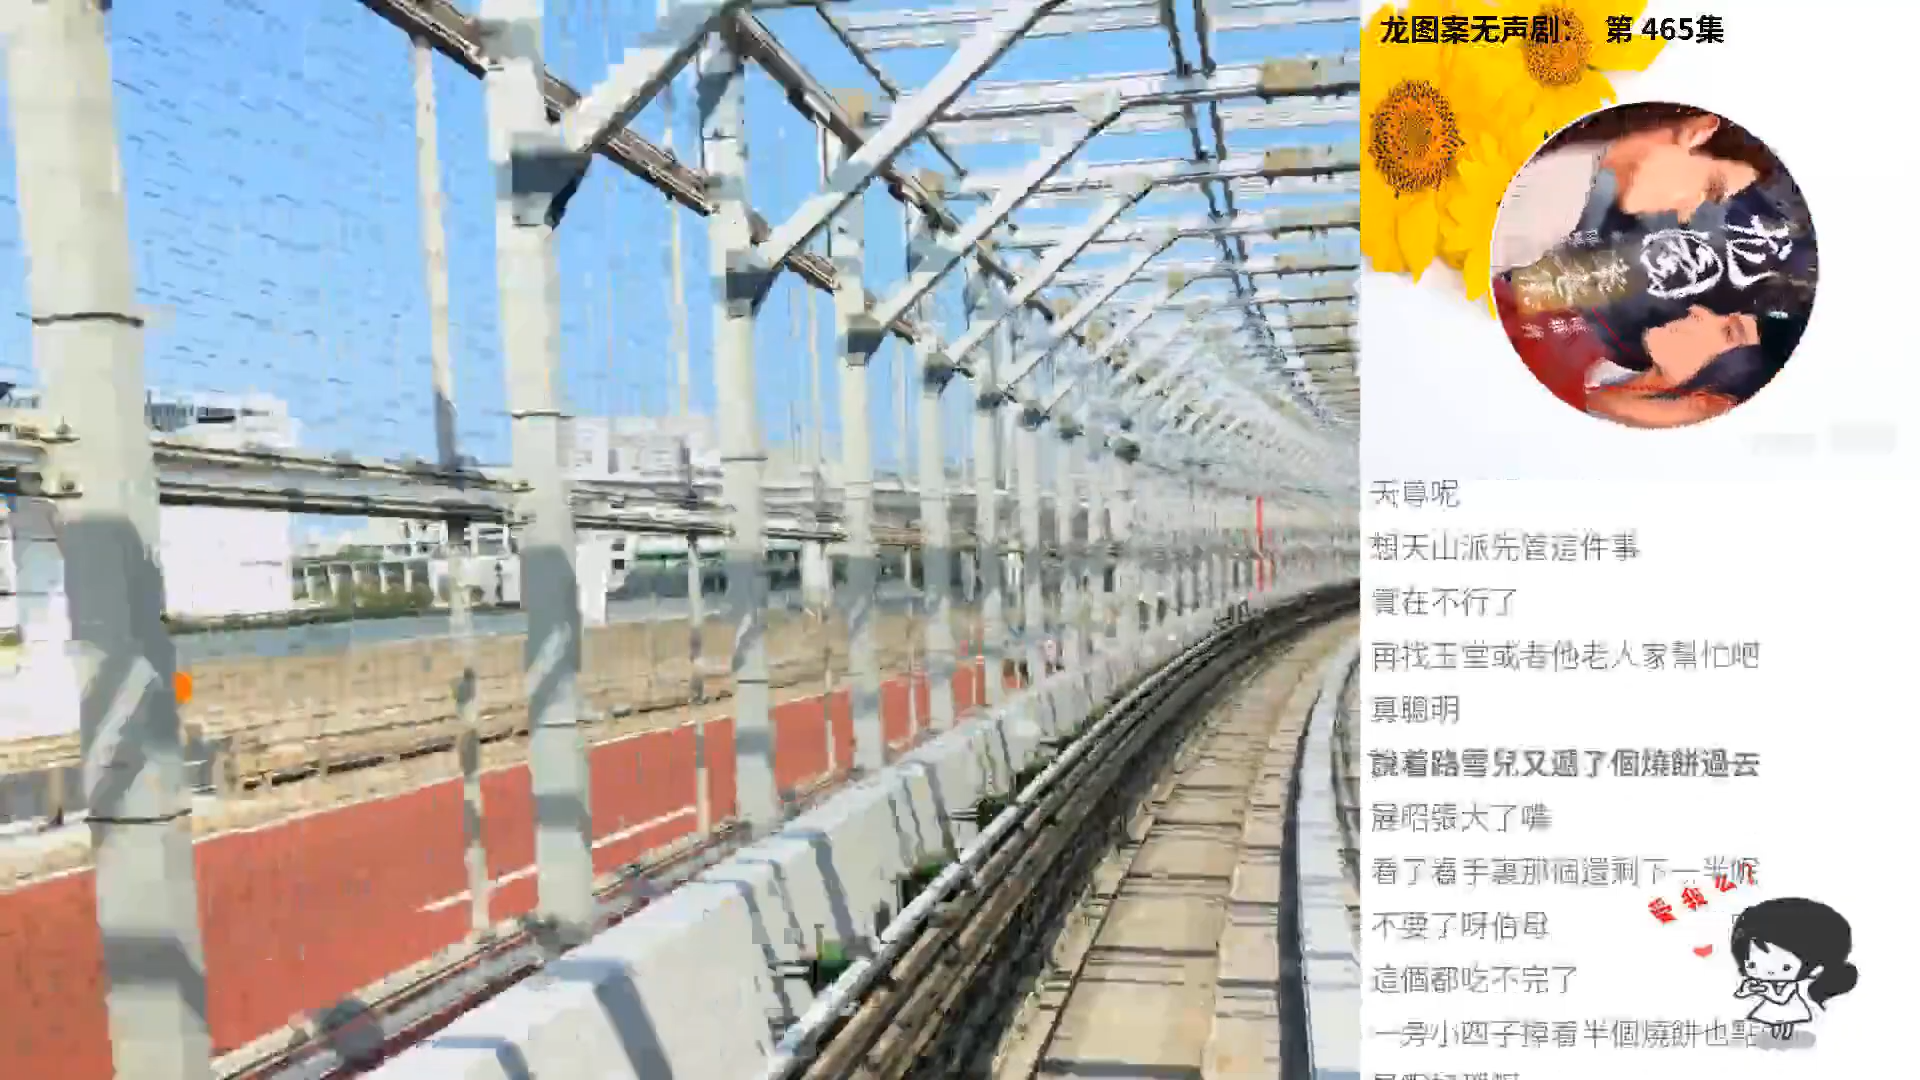 龙图案无声剧： 第 465集
龙圖
天尊呢
想天山派先管這件事
實在不行了
再找玉堂或者他老人家幫忙吧
真聰明
說着路雪兒又遞了個燒餅過去
展昭張大了嘴
看了看手裏那個還剩下一半呢
不要了呀伯母
這個都吃不完了
一旁小四子捧着半個燒餅也點